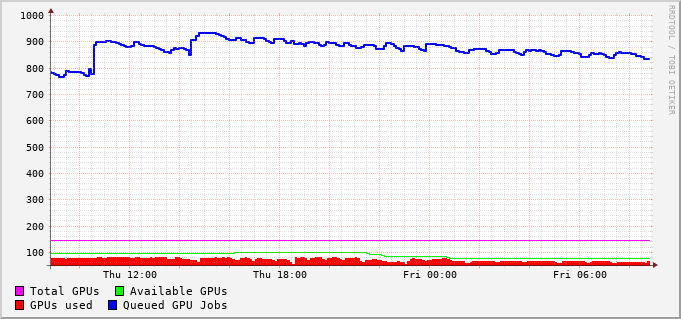 1000
900
800
700
600
500
400
300
200
100
Thu 12:00 Thu 18:00 Fri 00:00 Fri 06:00
Total GPUs Available GPUs
GPUs used Queued GPU Jobs
RRDTOOL / TOBI OETIKER